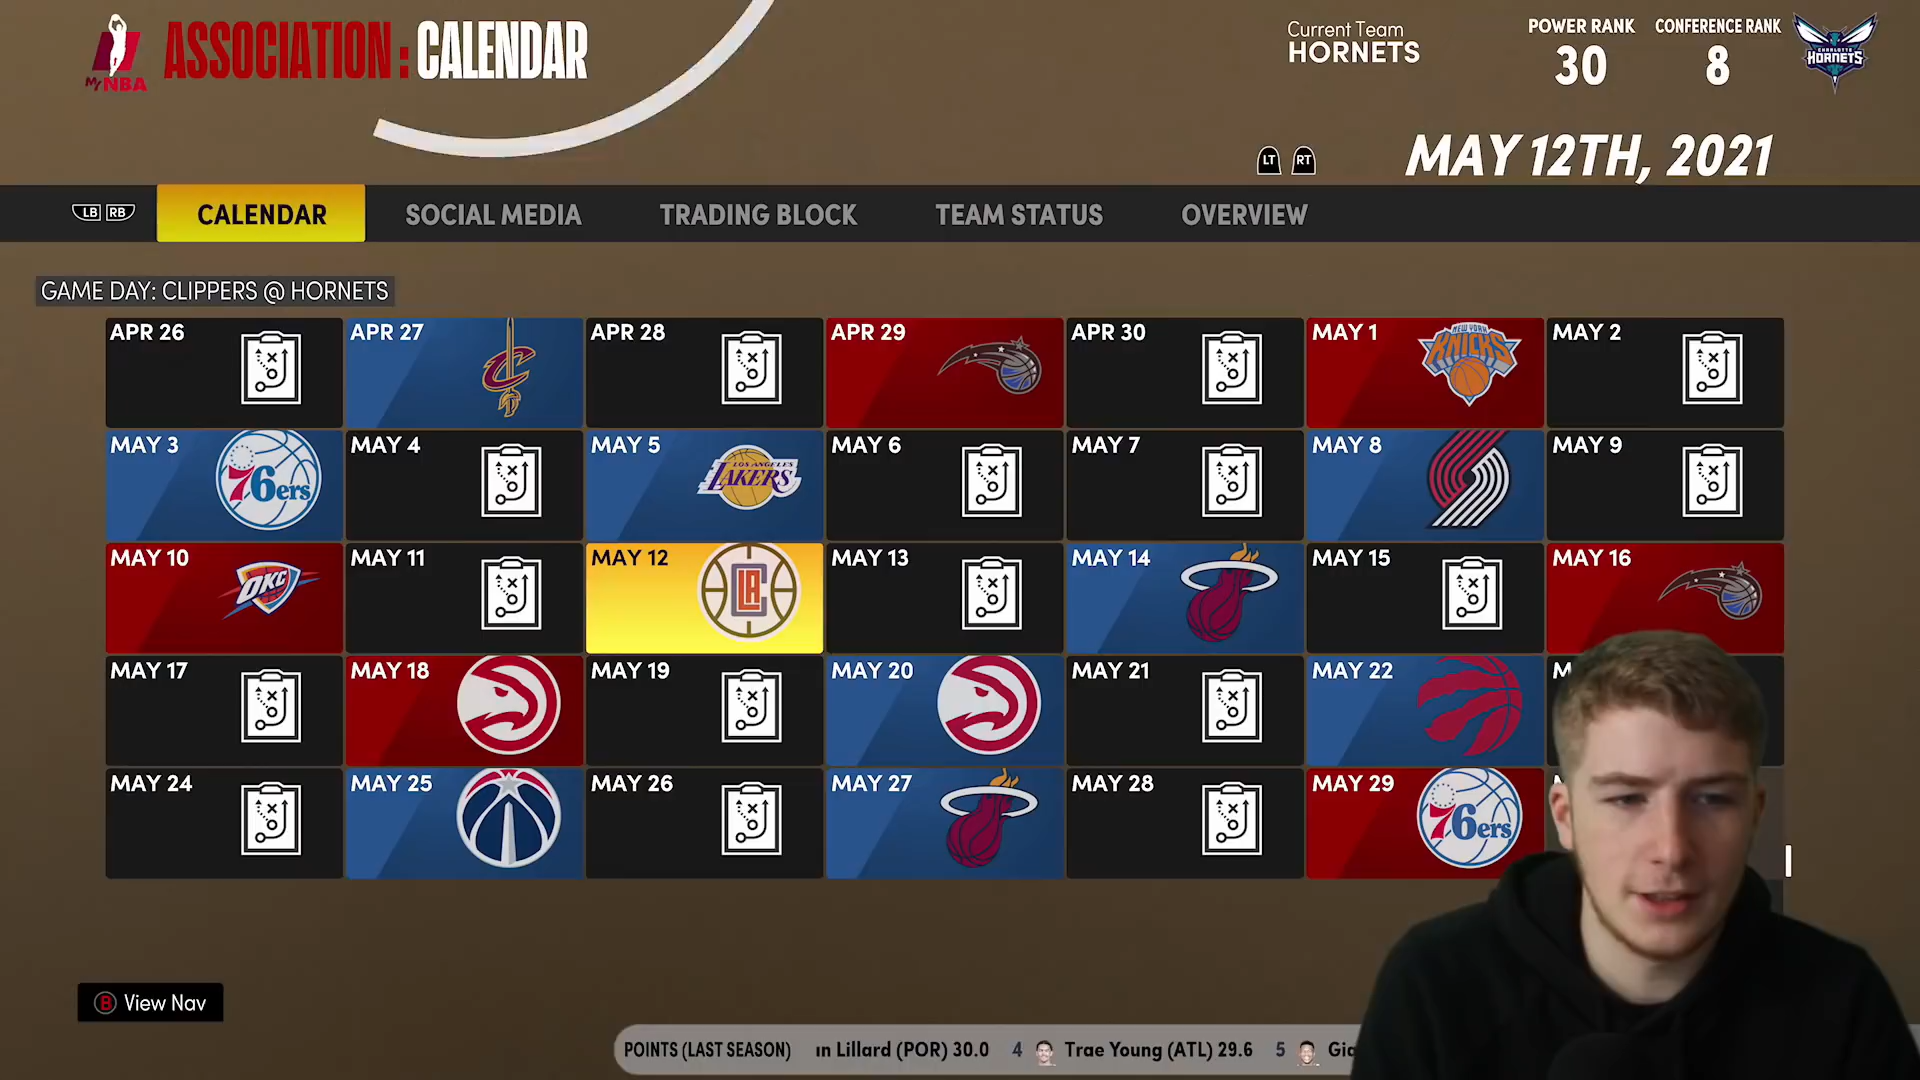 MyNBA
ASSOCIATION : CALENDAR
Current Team
HORNETS
POWER RANK
30
CONFERENCE RANK
8
CHARLOTTE
HORNETS
LT RT
MAY 12TH, 2021
LB RB
CALENDAR
SOCIAL MEDIA
TRADING BLOCK
TEAM STATUS
OVERVIEW
GAME DAY: CLIPPERS @ HORNETS
APR 26
APR 27
C
APR 28
APR 29
APR 30
MAY 1
NEW YORK
KNICKS
MAY 2
MAY 3
76ers
MAY 4
MAY 5
LOS ANGELES
LAKERS
MAY 6
MAY 7
MAY 8
MAY 9
MAY 10
OKC
MAY 11
MAY 12
LAC
MAY 13
MAY 14
MAY 15
MAY 16
MAY 17
MAY 18
MAY 19
MAY 20
MAY 21
MAY 22
MAY 24
MAY 25
MAY 26
MAY 27
MAY 28
MAY 29
76ers
B View Nav
POINTS (LAST SEASON) Lillard (POR) 30.0 4 Trae Young (ATL) 29.6 5